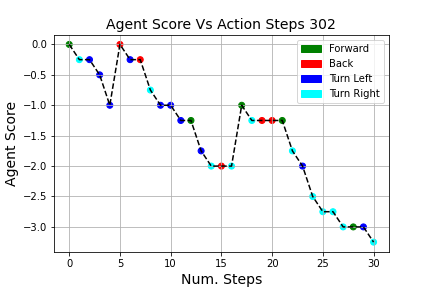 Agent Score Vs Action Steps 302
Forward
Back
Turn Left
Turn Right
Agent Score
0.0
−0.5
−1.0
−1.5
−2.0
−2.5
−3.0
0 5 10 15 20 25 30
Num. Steps